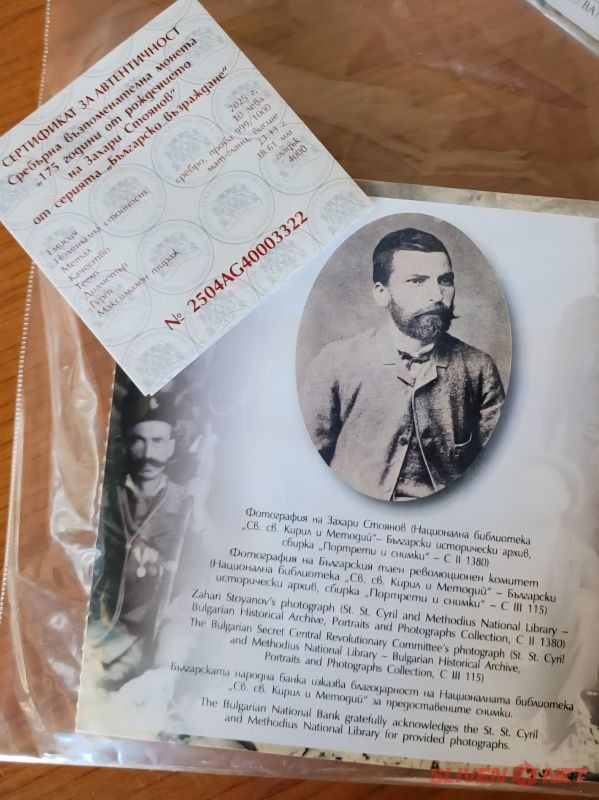 СЕРТИФИКАТ ЗА АВТЕНТИЧНОСТ
Сребърна възпоменателна монета
„175 години от рождението
на Захари Стоянов“
от серията „Българско възраждане“
Емисия 2025 г.
Номинална стойност 10 лева
Метал сребро, проба 999/1000
Качество мат-гланц, висше
Тегло 23.33 г
Диаметър 38.61 мм
Гурт гладък
Максимален тираж 4000
№ 2504AG40003322
Фотография на Захари Стоянов (Национална библиотека
„Св. св. Кирил и Методий“– Български исторически архив,
сбирка „Портрети и снимки“ – С II 1380)
Фотография на Българския таен революционен комитет
(Национална библиотека „Св. св. Кирил и Методий“ – Български
исторически архив, сбирка „Портрети и снимки“ – С III 115)
Zahari Stoyanov's photograph (St. St. Cyril and Methodius National Library –
Bulgarian Historical Archive, Portraits and Photographs Collection, C II 1380)
The Bulgarian Secret Central Revolutionary Committee's photograph (St. St. Cyril
and Methodius National Library – Bulgarian Historical Archive,
Portraits and Photographs Collection, C III 115)
Българската народна банка изказва благодарност на Националната библиотека
„Св. св. Кирил и Методий“ за предоставените снимки.
The Bulgarian National Bank gratefully acknowledges the St. St. Cyril
and Methodius National Library for provided photographs.
SLIVEN NET